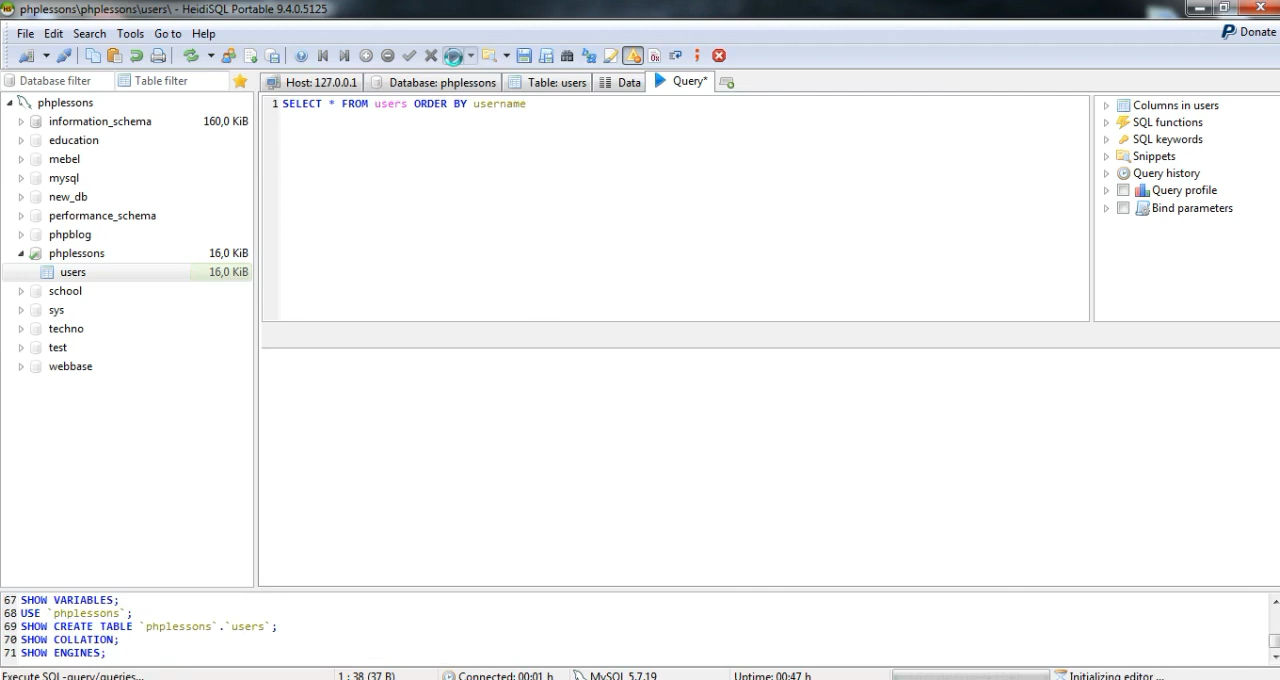 phplessons\phplessons\users\ - HeidiSQL Portable 9.4.0.5125
File Edit Search Tools Go to Help
Donate
Database filter Table filter
Host: 127.0.0.1 Database: phplessons Table: users Data Query*
phplessons
information_schema 160,0 KiB
education
mebel
mysql
new_db
performance_schema
phpblog
phplessons 16,0 KiB
users 16,0 KiB
school
sys
techno
test
webbase
1 SELECT * FROM users ORDER BY username
Columns in users
SQL functions
SQL keywords
Snippets
Query history
Query profile
Bind parameters
67 SHOW VARIABLES;
68 USE `phplessons`;
69 SHOW CREATE TABLE `phplessons`.`users`;
70 SHOW COLLATION;
71 SHOW ENGINES;
Execute SQL-query/queries... 1 : 38 (37 B) Connected: 00:01 h MySQL 5.7.19 Uptime: 00:47 h Initializing editor ...